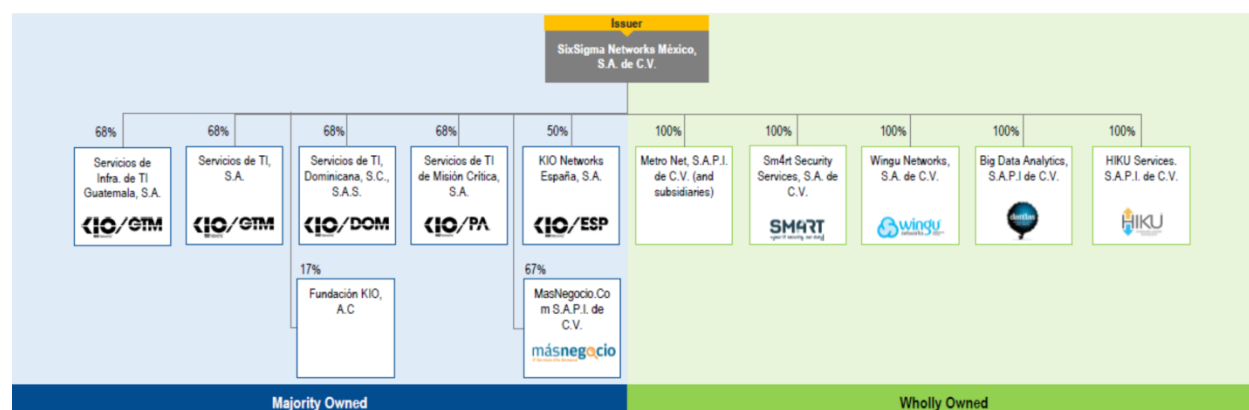 Issuer
SixSigma Networks México,
S.A. de C.V.
68%
68%
68%
68%
50%
100%
100%
100%
100%
100%
Servicios de
Infra. de TI
Guatemala, S.A.
KIO/GTM
Servicios de TI,
S.A.
KIO/GTM
Servicios de TI,
Dominicana, S.C.,
S.A.S.
KIO/DOM
Servicios de TI
de Misión Crítica,
S.A.
KIO/PA
KIO Networks
España, S.A.
KIO/ESP
Metro Net, S.A.P.I.
de C.V. (and
subsidiaries)
Sm4rt Security
Services, S.A. de
C.V.
SM4RT
Wingu Networks,
S.A. de C.V.
wingu
networks
Big Data Analytics,
S.A.P.I de C.V.
dattlas
HIKU Services.
S.A.P.I. de C.V.
HIKU
17%
Fundación KIO,
A.C
67%
MasNegocio.Co
m S.A.P.I. de
C.V.
másnegocio
Majority Owned
Wholly Owned